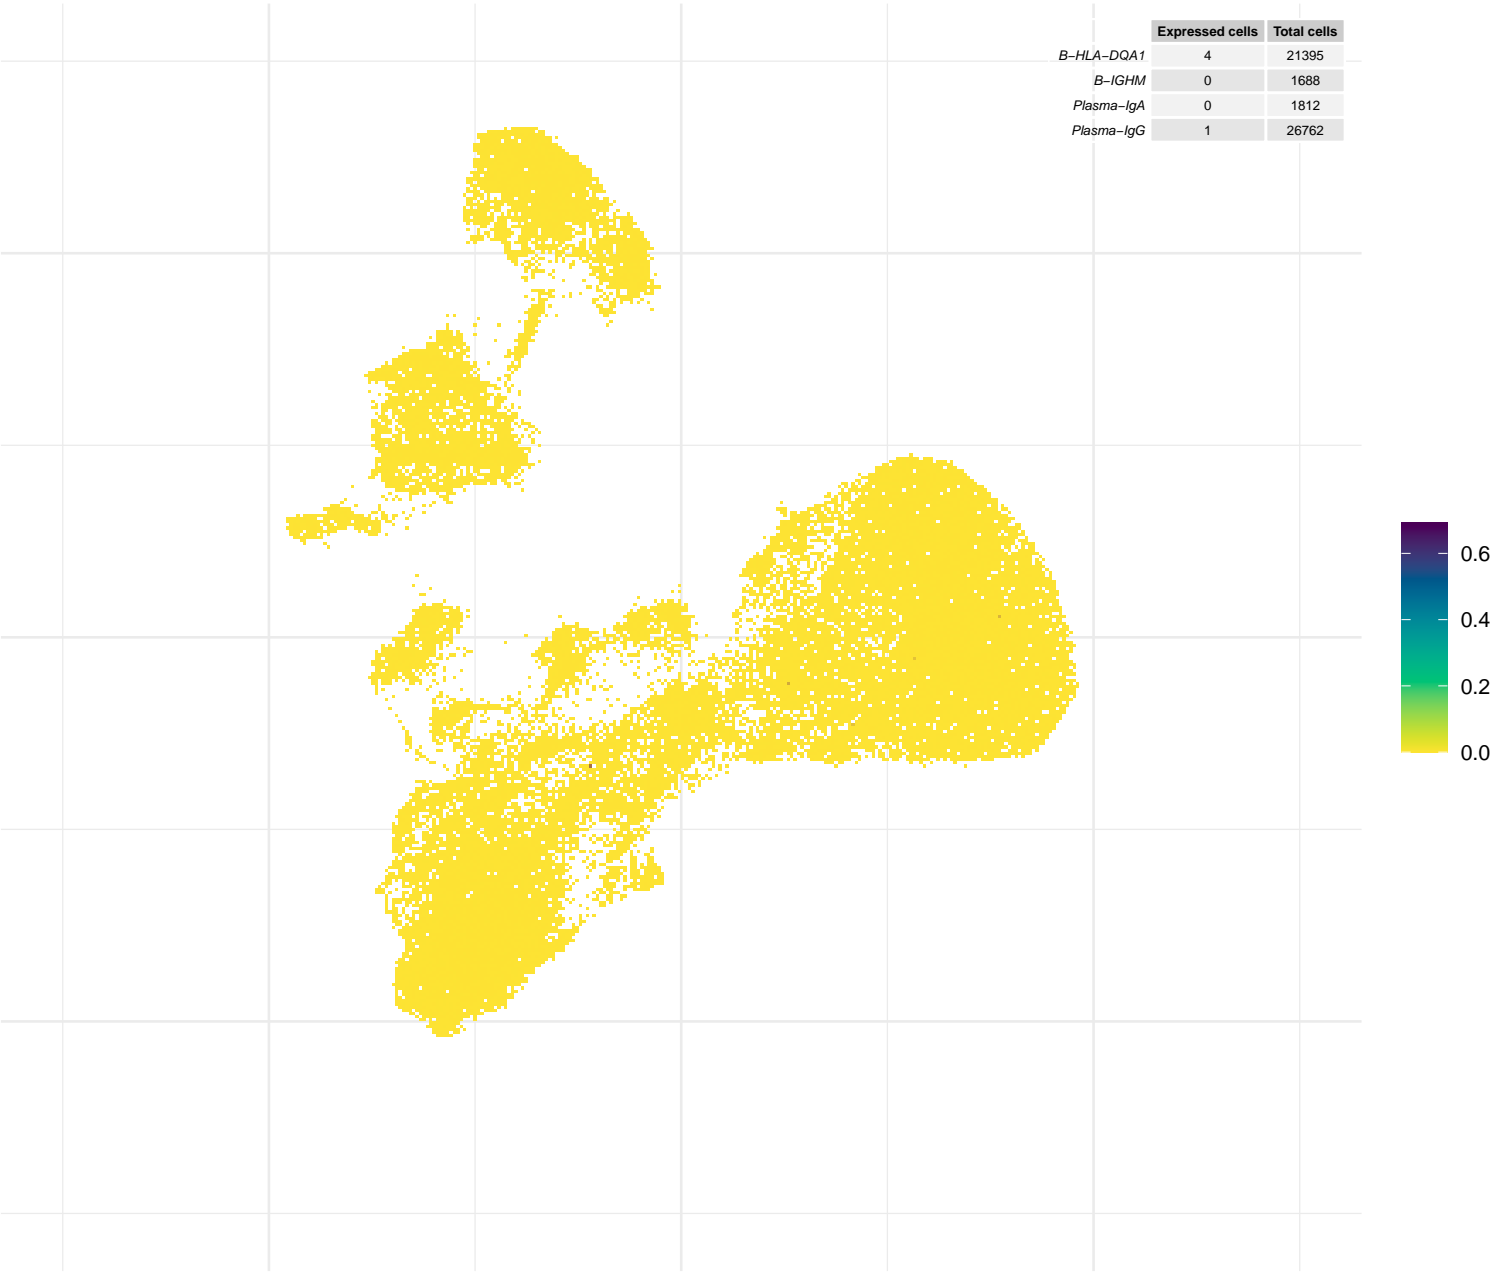 Expressed cells Total cells
B−HLA−DQA1 4 21395
B−IGHM 0 1688
Plasma−IgA 0 1812
Plasma−IgG 1 26762
0.6
0.4
0.2
0.0